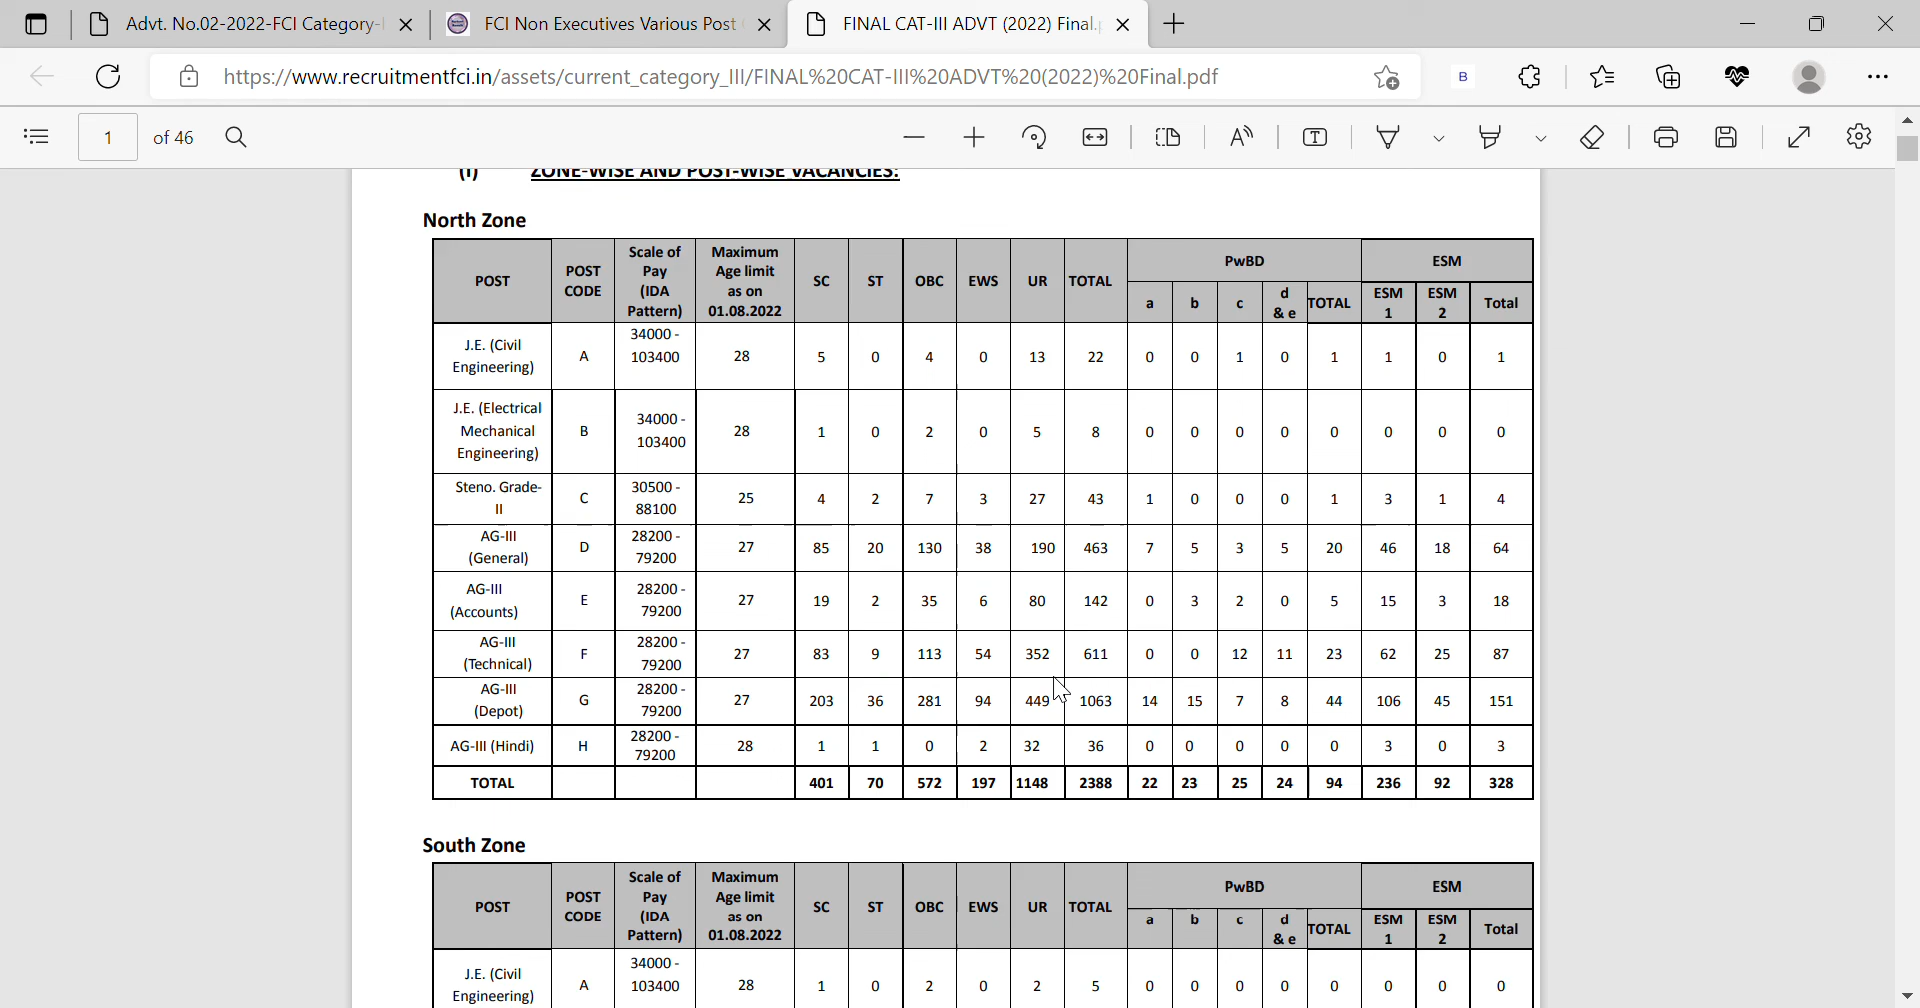 Advt. No.02-2022-FCI Category-
FCI Non Executives Various Post
FINAL CAT-III ADVT (2022) Final.
https://www.recruitmentfci.in/assets/current_category_III/FINAL%20CAT-III%20ADVT%20(2022)%20Final.pdf
B
1 of 46
(I) ZONE-WISE AND POST-WISE VACANCIES:
North Zone
POST POST CODE Scale of Pay (IDA Pattern) Maximum Age limit as on 01.08.2022 SC ST OBC EWS UR TOTAL PwBD ESM
a b c d & e TOTAL ESM 1 ESM 2 Total
J.E. (Civil Engineering) A 34000 - 103400 28 5 0 4 0 13 22 0 0 1 0 1 1 0 1
J.E. (Electrical Mechanical Engineering) B 34000 - 103400 28 1 0 2 0 5 8 0 0 0 0 0 0 0 0
Steno. Grade-II C 30500 - 88100 25 4 2 7 3 27 43 1 0 0 0 1 3 1 4
AG-III (General) D 28200 - 79200 27 85 20 130 38 190 463 7 5 3 5 20 46 18 64
AG-III (Accounts) E 28200 - 79200 27 19 2 35 6 80 142 0 3 2 0 5 15 3 18
AG-III (Technical) F 28200 - 79200 27 83 9 113 54 352 611 0 0 12 11 23 62 25 87
AG-III (Depot) G 28200 - 79200 27 203 36 281 94 449 1063 14 15 7 8 44 106 45 151
AG-III (Hindi) H 28200 - 79200 28 1 1 0 2 32 36 0 0 0 0 0 3 0 3
TOTAL 401 70 572 197 1148 2388 22 23 25 24 94 236 92 328
South Zone
POST POST CODE Scale of Pay (IDA Pattern) Maximum Age limit as on 01.08.2022 SC ST OBC EWS UR TOTAL PwBD ESM
a b c d & e TOTAL ESM 1 ESM 2 Total
J.E. (Civil Engineering) A 34000 - 103400 28 1 0 2 0 2 5 0 0 0 0 0 0 0 0